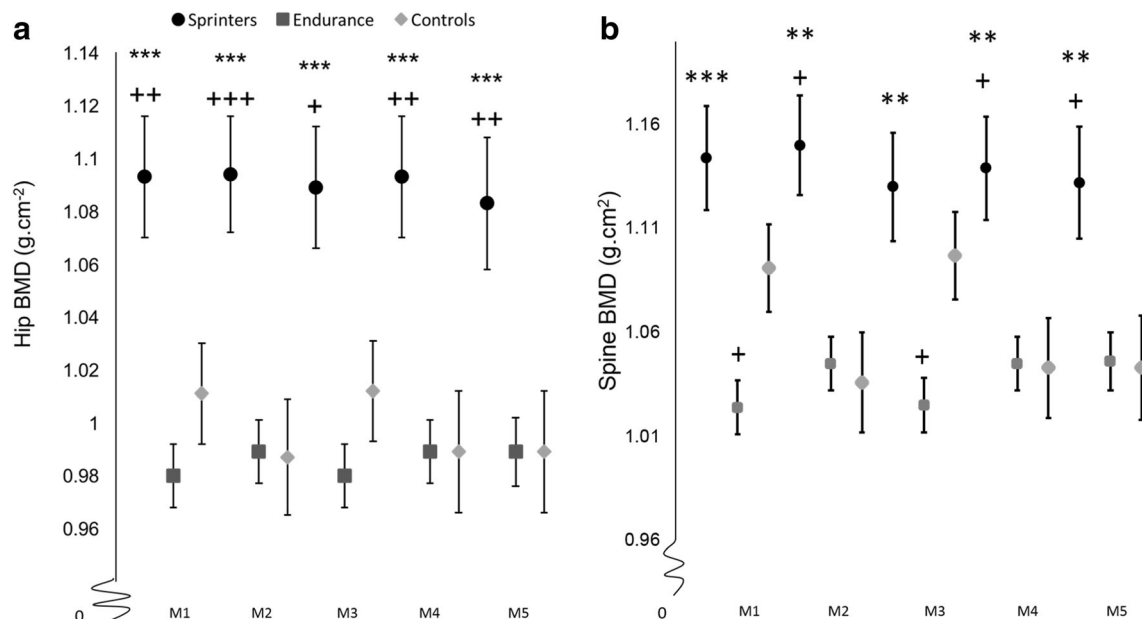 a
Sprinters Endurance Controls
Hip BMD (g.cm-2)
1.14
1.12
1.1
1.08
1.06
1.04
1.02
1
0.98
0.96
0
*** *** *** *** ***
++ +++ + ++ ++
M1 M2 M3 M4 M5
b
Spine BMD (g.cm2)
1.16
1.11
1.06
1.01
0.96
0
*** ** ** ** **
+ + +
+ +
M1 M2 M3 M4 M5